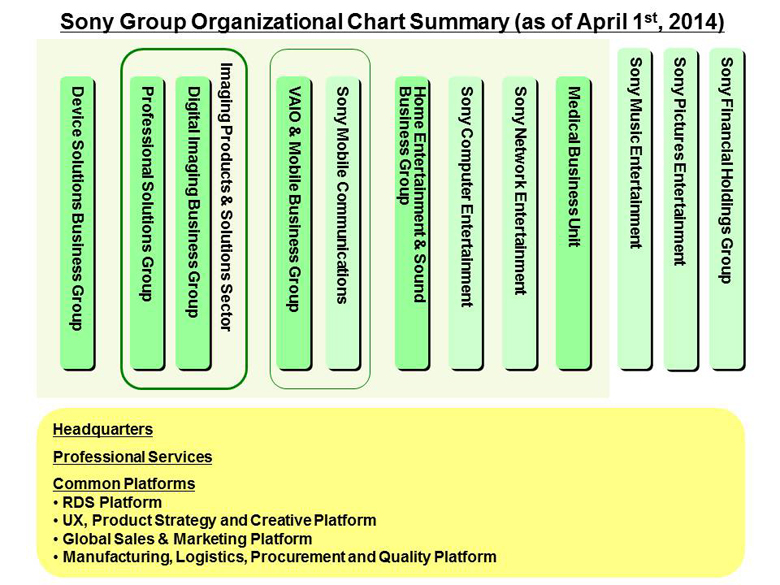 Sony Group Organizational Chart Summary (as of April 1st, 2014)
Device Solutions Business Group
Professional Solutions Group
Digital Imaging Business Group
Imaging Products & Solutions Sector
VAIO & Mobile Business Group
Sony Mobile Communications
Home Entertainment & Sound
Business Group
Sony Computer Entertainment
Sony Network Entertainment
Medical Business Unit
Sony Music Entertainment
Sony Pictures Entertainment
Sony Financial Holdings Group
Headquarters
Professional Services
Common Platforms
• RDS Platform
• UX, Product Strategy and Creative Platform
• Global Sales & Marketing Platform
• Manufacturing, Logistics, Procurement and Quality Platform